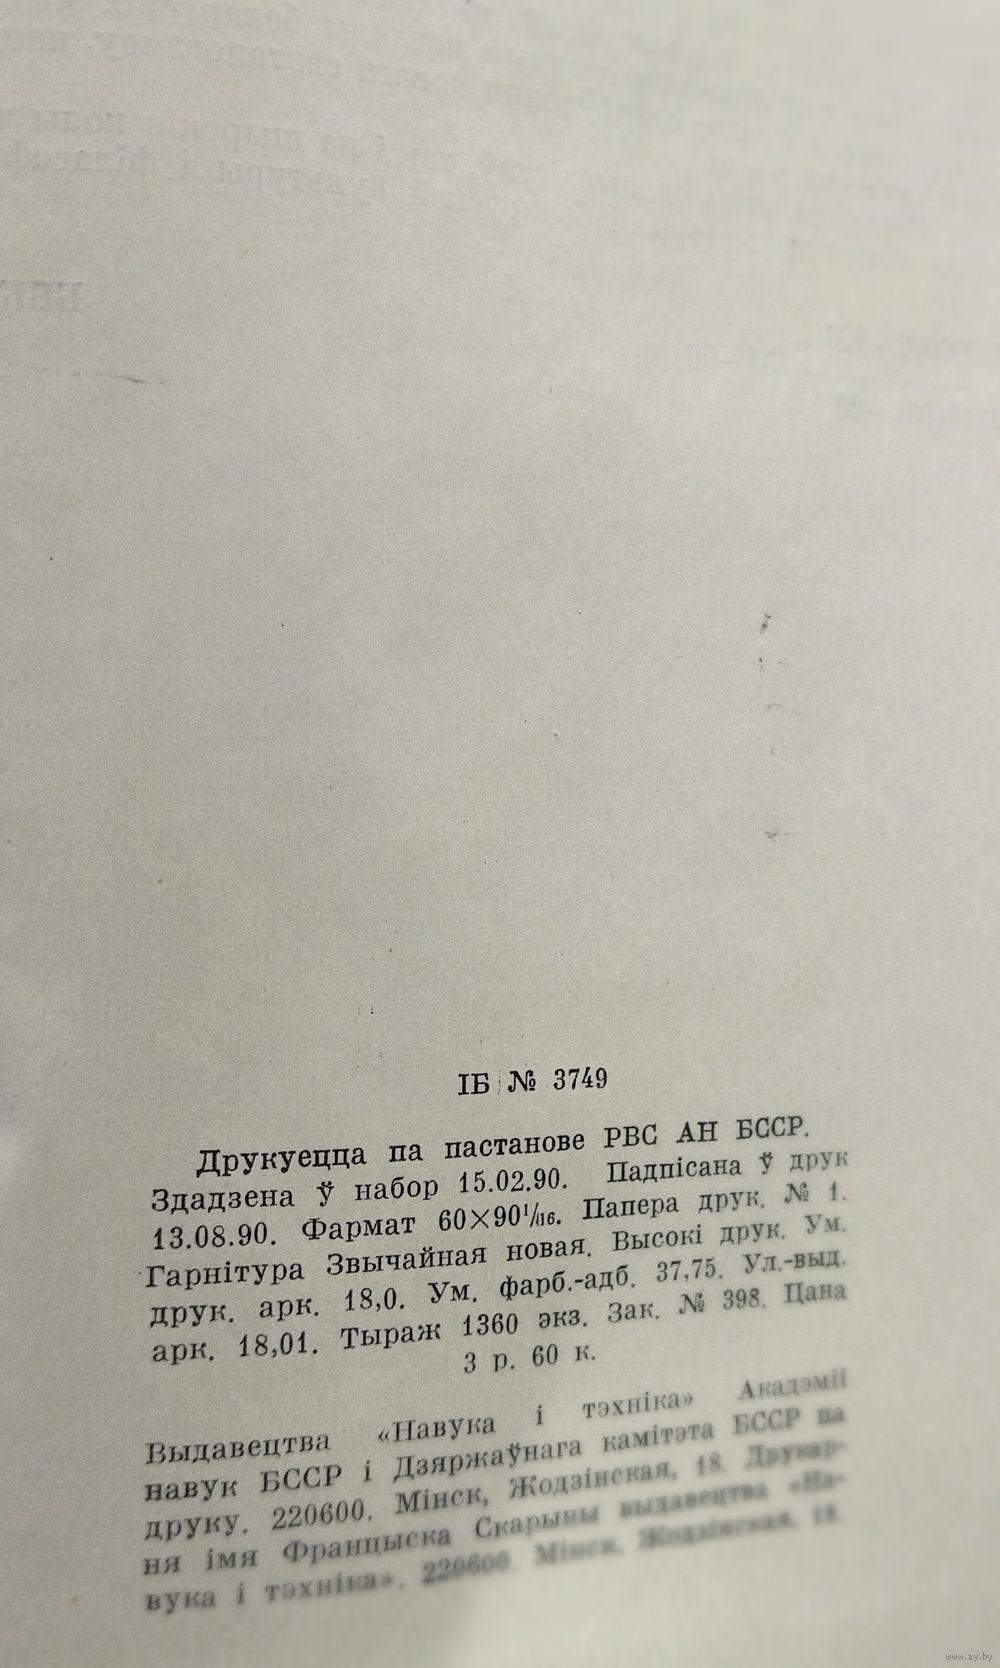 ІБ № 3749
Друкуецца па пастанове РВС АН БССР.
Здадзена ў набор 15.02.90. Падпісана ў друк
13.08.90. Фармат 60×90¹/₁₆. Папера друк. № 1.
Гарнітура Звычайная новая. Высокі друк. Ум.
друк. арк. 18,0. Ум. фарб.-адб. 37,75. Ул.-выд.
арк. 18,01. Тыраж 1360 экз. Зак. № 398. Цана
3 р. 60 к.
Выдавецтва «Навука і тэхніка» Акадэміі
навук БССР і Дзяржаўнага камітэта БССР па
друку. 220600. Мінск, Жодзінская, 18. Друкар-
ня імя Францыска Скарыны выдавецтва «На-
вука і тэхніка». 220600. Мінск, Жодзінская, 18.
www.ay.by